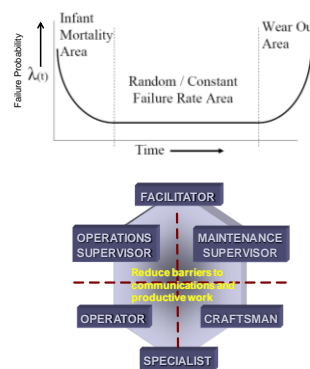 Infant
Mortality
Area
Wear Ou
Area
Failure Probability
λ(t)
Random / Constant
Failure Rate Area
Time
FACILITATOR
OPERATIONS
SUPERVISOR
MAINTENANCE
SUPERVISOR
Reduce barriers to
communications and
productive work
OPERATOR
CRAFTSMAN
SPECIALIST